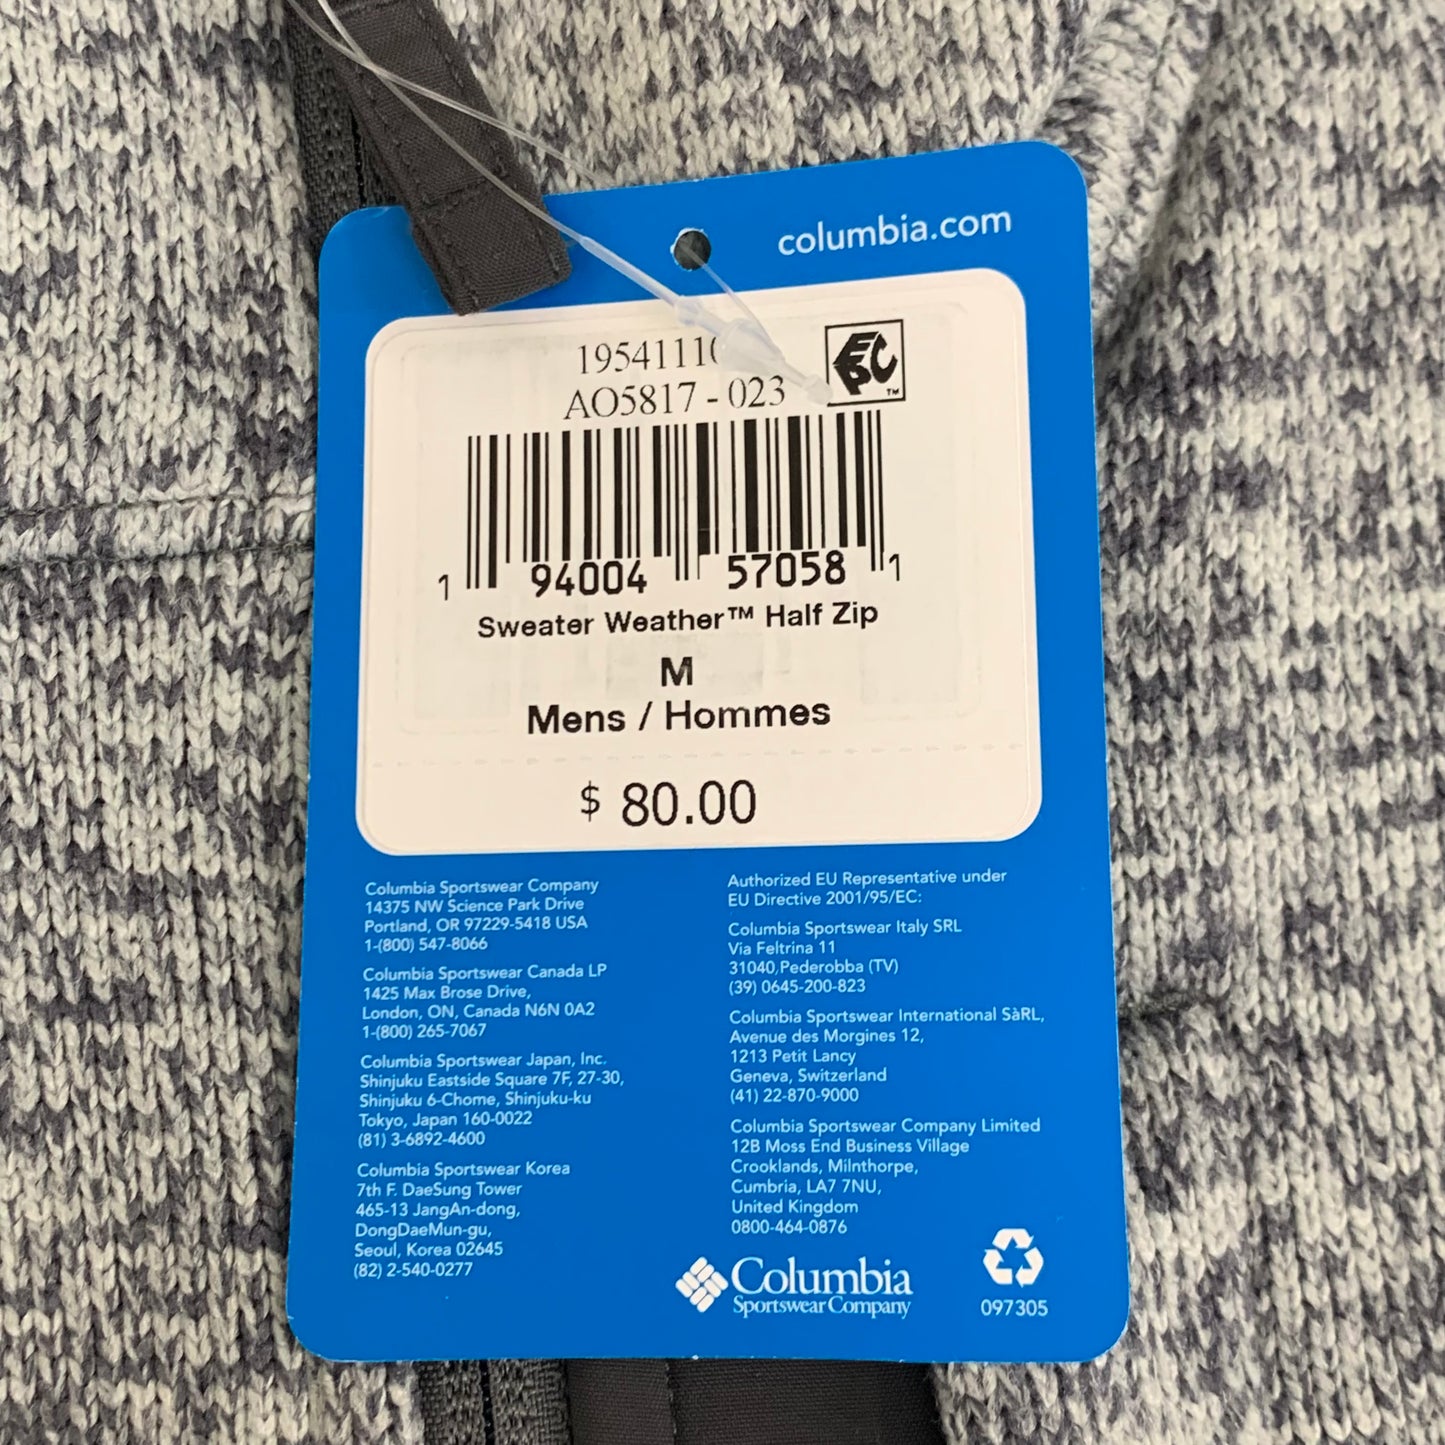 columbia.com
AO5817 - 023
EPC
TM
1 94004 57058 1
Sweater Weather™ Half Zip
M
Mens / Hommes
$ 80.00
Columbia Sportswear Company
14375 NW Science Park Drive
Portland, OR 97229-5418 USA
1-(800) 547-8066
Columbia Sportswear Canada LP
1425 Max Brose Drive,
London, ON, Canada N6N 0A2
1-(800) 265-7067
Columbia Sportswear Japan, Inc.
Shinjuku Eastside Square 7F, 27-30,
Shinjuku 6-Chome, Shinjuku-ku
Tokyo, Japan 160-0022
(81) 3-6892-4600
Columbia Sportswear Korea
7th F. DaeSung Tower
465-13 JangAn-dong,
DongDaeMun-gu,
Seoul, Korea 02645
(82) 2-540-0277
Authorized EU Representative under
EU Directive 2001/95/EC:
Columbia Sportswear Italy SRL
Via Feltrina 11
31040,Pederobba (TV)
(39) 0645-200-823
Columbia Sportswear International SàRL,
Avenue des Morgines 12,
1213 Petit Lancy
Geneva, Switzerland
(41) 22-870-9000
Columbia Sportswear Company Limited
12B Moss End Business Village
Crooklands, Milnthorpe,
Cumbria, LA7 7NU,
United Kingdom
0800-464-0876
Columbia
Sportswear Company
097305